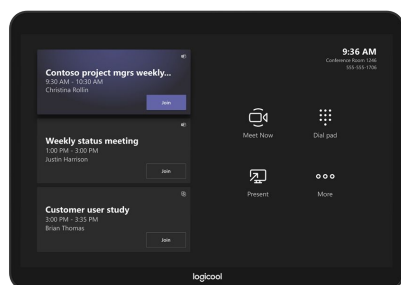 Contoso project mgrs weekly...
9:30 AM - 10:30 AM
Christina Rollin
Join
Weekly status meeting
1:00 PM - 3:00 PM
Justin Harrison
Join
Customer user study
3:00 PM - 3:35 PM
Brian Thomas
Join
9:36 AM
Conference Room 1246
555-555-1706
Meet Now
Dial pad
Present
More
logicool